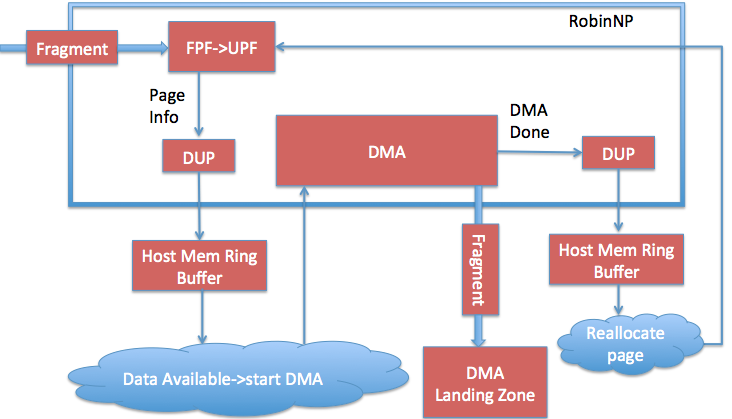 RobinNP
Fragment
FPF->UPF
Page
Info
DMA
DMA
Done
DUP
DUP
Host Mem Ring
Buffer
Fragment
Host Mem Ring
Buffer
Reallocate
page
Data Available->start DMA
DMA
Landing Zone